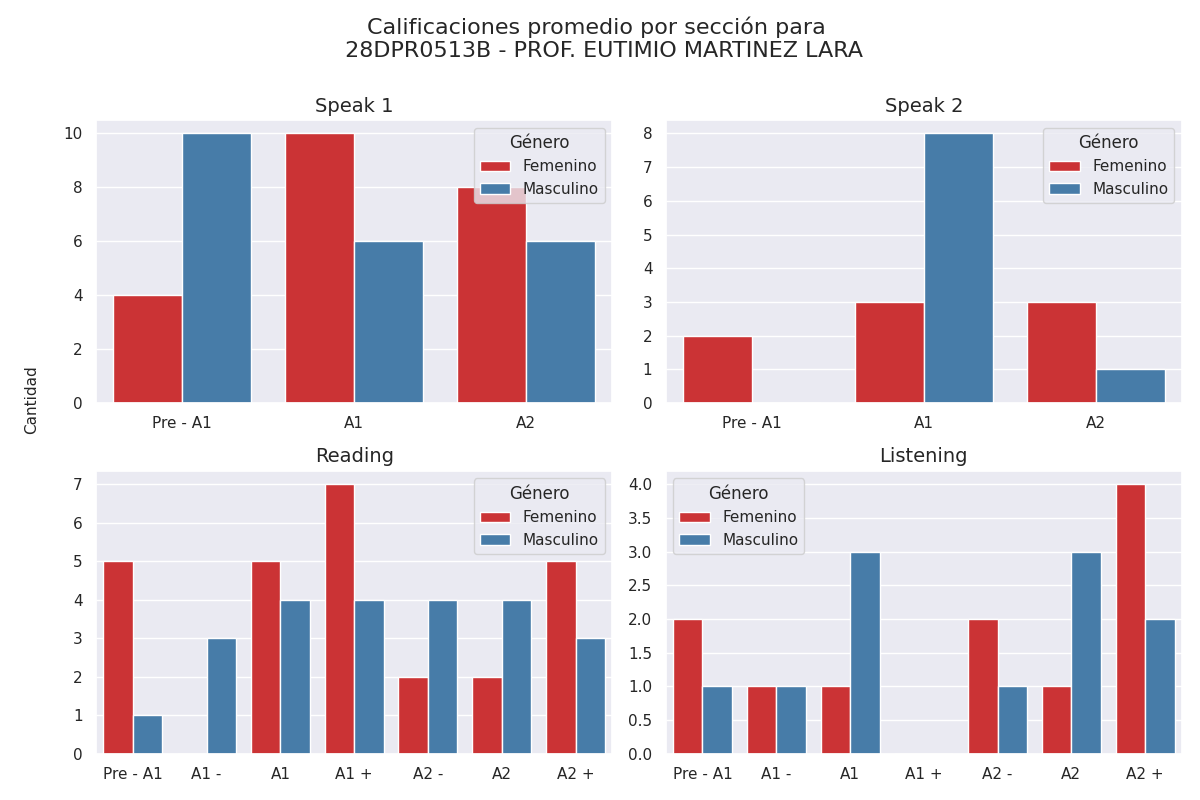 Calificaciones promedio por sección para
28DPR0513B - PROF. EUTIMIO MARTINEZ LARA
Cantidad
Speak 1
10
8
6
4
2
0
Género
Femenino
Masculino
Pre - A1 A1 A2
Speak 2
8
7
6
5
4
3
2
1
0
Género
Femenino
Masculino
Pre - A1 A1 A2
Reading
7
6
5
4
3
2
1
0
Género
Femenino
Masculino
Pre - A1 A1 - A1 A1 + A2 - A2 A2 +
Listening
4.0
3.5
3.0
2.5
2.0
1.5
1.0
0.5
0.0
Género
Femenino
Masculino
Pre - A1 A1 - A1 A1 + A2 - A2 A2 +